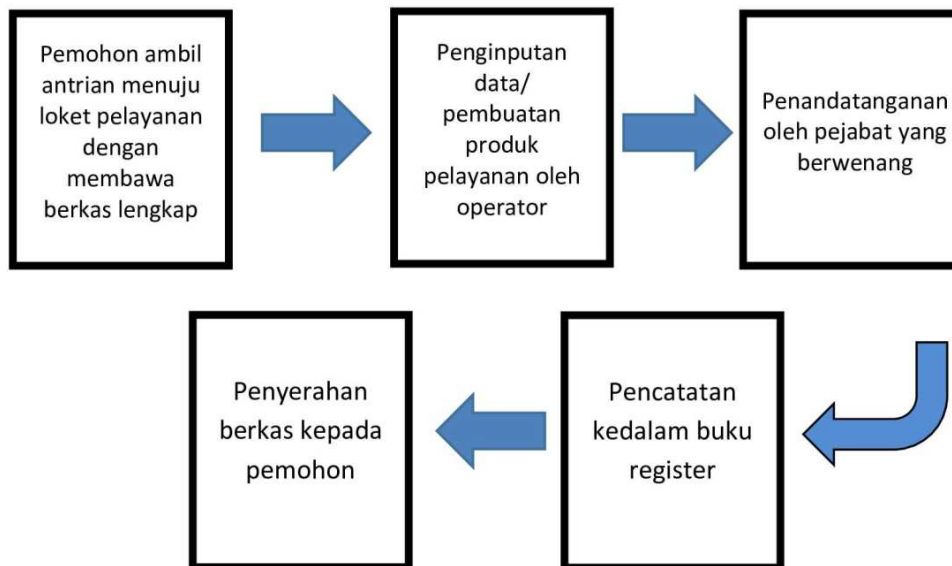 Pemohon ambil
antrian menuju
loket pelayanan
dengan
membawa
berkas lengkap
Penginputan
data/
pembuatan
produk
pelayanan oleh
operator
Penandatanganan
oleh pejabat yang
berwenang
Pencatatan
kedalam buku
register
Penyerahan
berkas kepada
pemohon